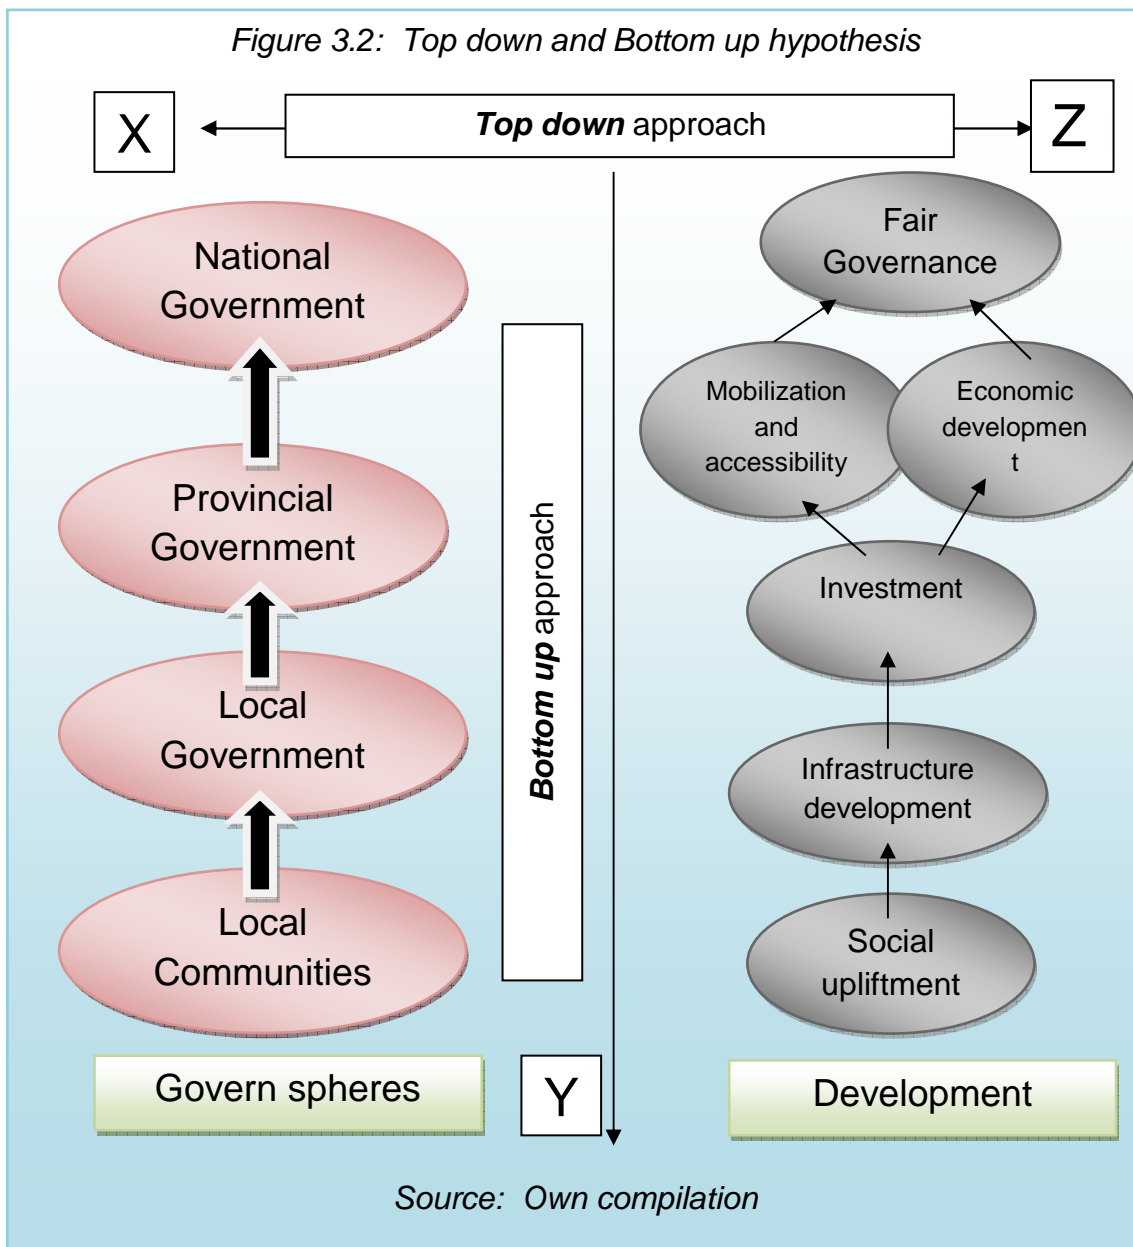 Figure 3.2:  Top down and Bottom up hypothesis
X
Top down approach
Z
National
Government
Provincial
Government
Local
Government
Local
Communities
Govern spheres
Bottom up approach
Y
Fair
Governance
Mobilization
and
accessibility
Economic
developmen
t
Investment
Infrastructure
development
Social
upliftment
Development
Source:  Own compilation